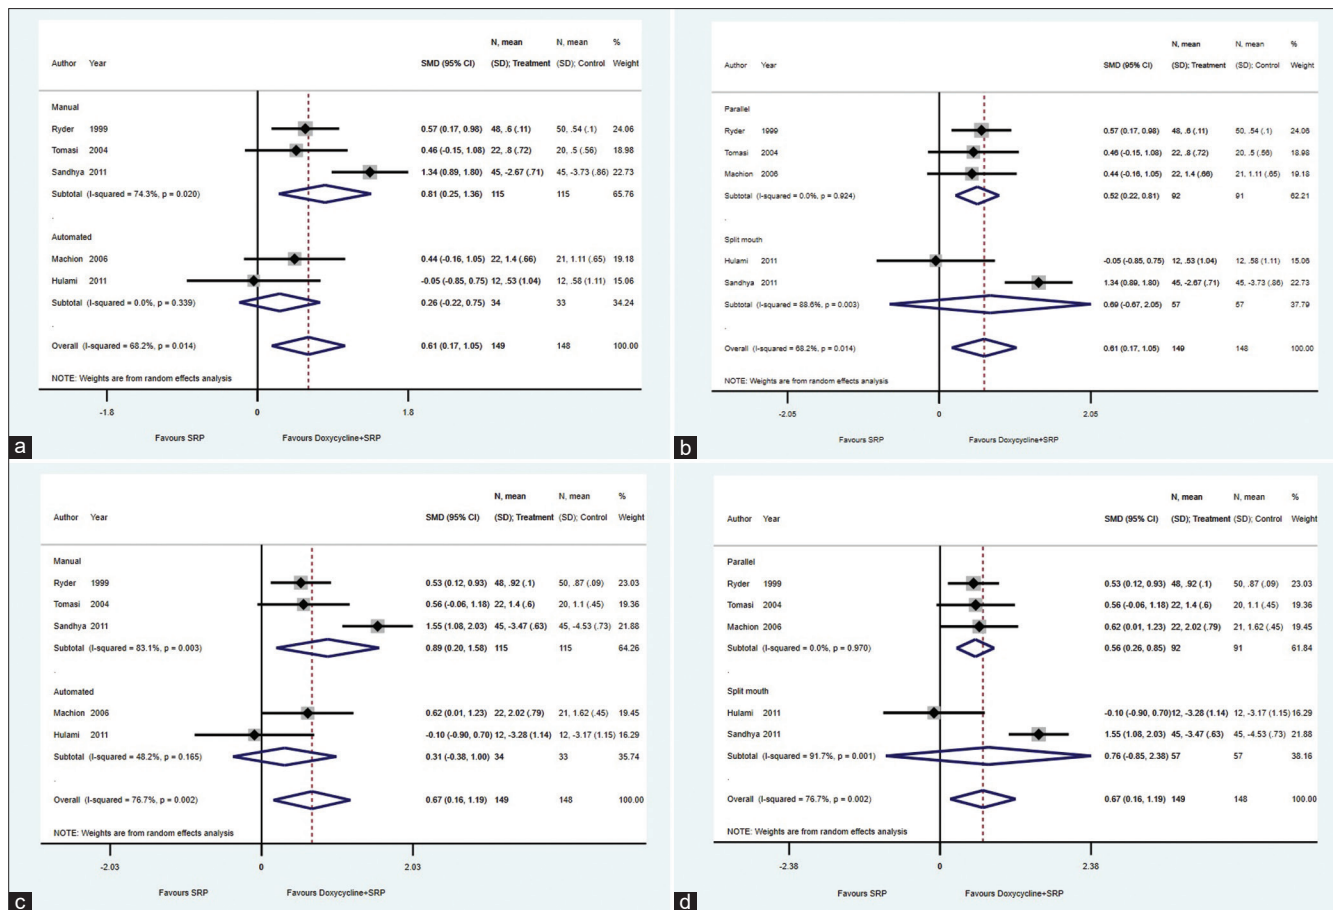 N, mean N, mean %
Author Year SMD (95% CI) (SD); Treatment (SD); Control Weight
Manual
Ryder 1999 0.57 (0.17, 0.98) 48, .6 (.11) 50, .54 (.1) 24.06
Tomasi 2004 0.46 (-0.15, 1.08) 22, .8 (.72) 20, .5 (.56) 18.98
Sandhya 2011 1.34 (0.89, 1.80) 45, -2.67 (.71) 45, -3.73 (.86) 22.73
Subtotal (I-squared = 74.3%, p = 0.020) 0.81 (0.25, 1.36) 115 115 65.76
.
Automated
Machion 2006 0.44 (-0.16, 1.05) 22, 1.4 (.66) 21, 1.11 (.65) 19.18
Hulami 2011 -0.05 (-0.85, 0.75) 12, .53 (1.04) 12, .58 (1.11) 15.06
Subtotal (I-squared = 0.0%, p = 0.339) 0.26 (-0.22, 0.75) 34 33 34.24
.
Overall (I-squared = 68.2%, p = 0.014) 0.61 (0.17, 1.05) 149 148 100.00
NOTE: Weights are from random effects analysis
-1.8 0 1.8
Favours SRP Favours Doxycycline+SRP
a
N, mean N, mean %
Author Year SMD (95% CI) (SD); Treatment (SD); Control Weight
Parallel
Ryder 1999 0.57 (0.17, 0.98) 48, .6 (.11) 50, .54 (.1) 24.06
Tomasi 2004 0.46 (-0.15, 1.08) 22, .8 (.72) 20, .5 (.56) 18.98
Machion 2006 0.44 (-0.16, 1.05) 22, 1.4 (.66) 21, 1.11 (.65) 19.18
Subtotal (I-squared = 0.0%, p = 0.924) 0.52 (0.22, 0.81) 92 91 62.21
.
Split mouth
Hulami 2011 -0.05 (-0.85, 0.75) 12, .53 (1.04) 12, .58 (1.11) 15.06
Sandhya 2011 1.34 (0.89, 1.80) 45, -2.67 (.71) 45, -3.73 (.86) 22.73
Subtotal (I-squared = 88.6%, p = 0.003) 0.69 (-0.67, 2.05) 57 57 37.79
.
Overall (I-squared = 68.2%, p = 0.014) 0.61 (0.17, 1.05) 149 148 100.00
NOTE: Weights are from random effects analysis
-2.05 0 2.05
Favours SRP Favours Doxycycline+SRP
b
N, mean N, mean %
Author Year SMD (95% CI) (SD); Treatment (SD); Control Weight
Manual
Ryder 1999 0.53 (0.12, 0.93) 48, .92 (.1) 50, .87 (.09) 23.03
Tomasi 2004 0.56 (-0.06, 1.18) 22, 1.4 (.6) 20, 1.1 (.45) 19.36
Sandhya 2011 1.55 (1.08, 2.03) 45, -3.47 (.63) 45, -4.53 (.73) 21.88
Subtotal (I-squared = 83.1%, p = 0.003) 0.89 (0.20, 1.58) 115 115 64.26
.
Automated
Machion 2006 0.62 (0.01, 1.23) 22, 2.02 (.79) 21, 1.62 (.45) 19.45
Hulami 2011 -0.10 (-0.90, 0.70) 12, -3.28 (1.14) 12, -3.17 (1.15) 16.29
Subtotal (I-squared = 48.2%, p = 0.165) 0.31 (-0.38, 1.00) 34 33 35.74
.
Overall (I-squared = 76.7%, p = 0.002) 0.67 (0.16, 1.19) 149 148 100.00
NOTE: Weights are from random effects analysis
-2.03 0 2.03
Favours SRP Favours Doxycycline+SRP
c
N, mean N, mean %
Author Year SMD (95% CI) (SD); Treatment (SD); Control Weight
Parallel
Ryder 1999 0.53 (0.12, 0.93) 48, .92 (.1) 50, .87 (.09) 23.03
Tomasi 2004 0.56 (-0.06, 1.18) 22, 1.4 (.6) 20, 1.1 (.45) 19.36
Machion 2006 0.62 (0.01, 1.23) 22, 2.02 (.79) 21, 1.62 (.45) 19.45
Subtotal (I-squared = 0.0%, p = 0.970) 0.56 (0.26, 0.85) 92 91 61.84
.
Split mouth
Hulami 2011 -0.10 (-0.90, 0.70) 12, -3.28 (1.14) 12, -3.17 (1.15) 16.29
Sandhya 2011 1.55 (1.08, 2.03) 45, -3.47 (.63) 45, -4.53 (.73) 21.88
Subtotal (I-squared = 91.7%, p = 0.001) 0.76 (-0.85, 2.38) 57 57 38.16
.
Overall (I-squared = 76.7%, p = 0.002) 0.67 (0.16, 1.19) 149 148 100.00
NOTE: Weights are from random effects analysis
-2.38 0 2.38
Favours SRP Favours Doxycycline+SRP
d